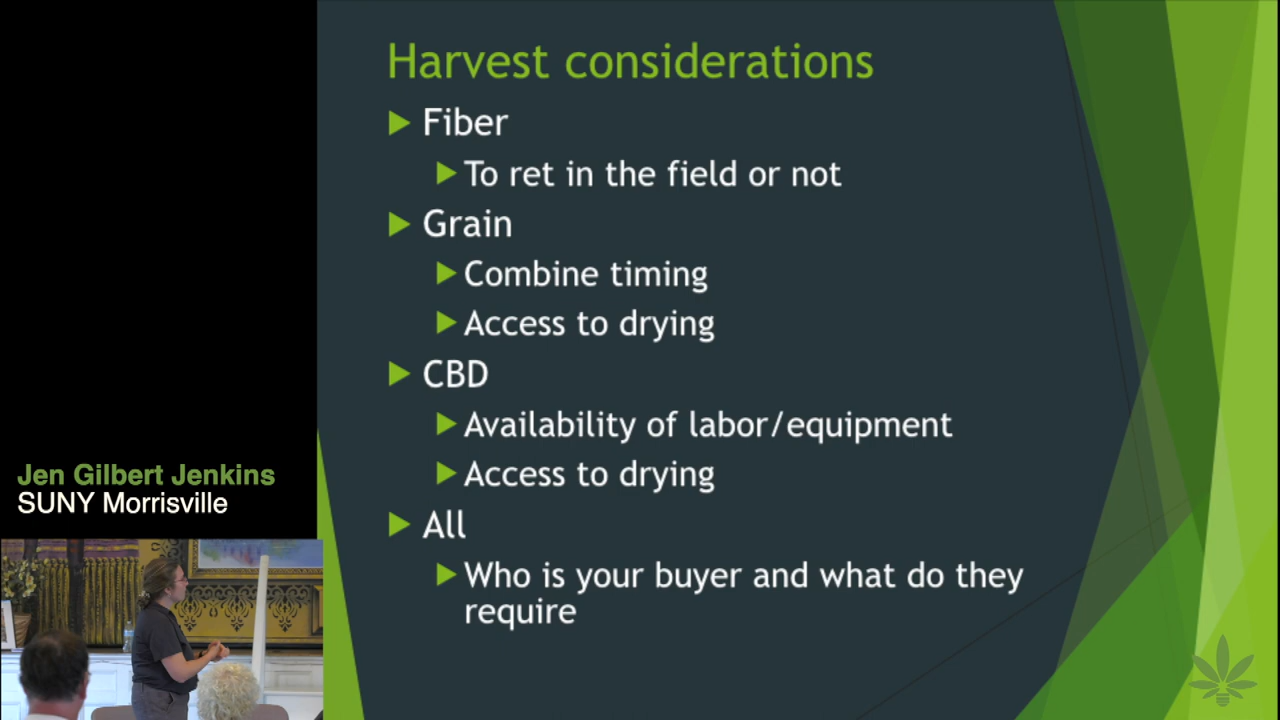 Harvest considerations
Fiber
To ret in the field or not
Grain
Combine timing
Access to drying
CBD
Availability of labor/equipment
Access to drying
All
Who is your buyer and what do they
require
Jen Gilbert Jenkins
SUNY Morrisville